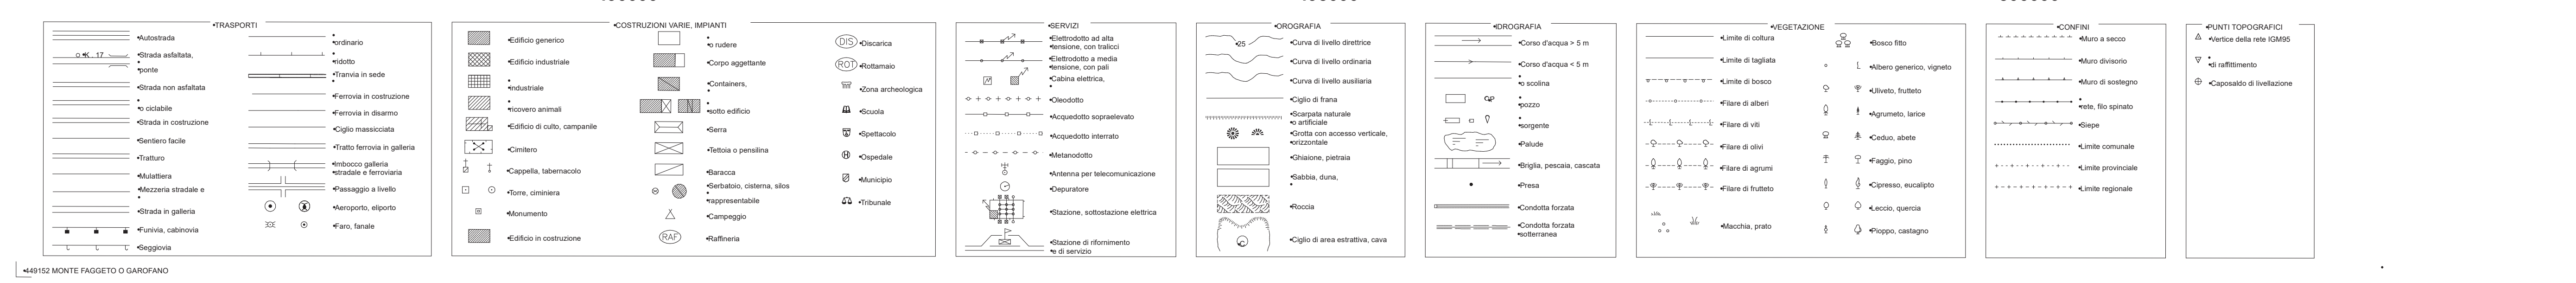 TRASPORTI
Autostrada
K. 17
Strada asfaltata,
ponte
Strada non asfaltata
o ciclabile
Strada in costruzione
Sentiero facile
Tratturo
Mulattiera
Mezzeria stradale e
Strada in galleria
Funivia, cabinovia
Seggiovia
ordinario
ridotto
Tranvia in sede
Ferrovia in costruzione
Ferrovia in disarmo
Ciglio massicciata
Tratto ferrovia in galleria
Imbocco galleria
stradale e ferroviaria
Passaggio a livello
Aeroporto, eliporto
Faro, fanale
COSTRUZIONI VARIE, IMPIANTI
Edificio generico
Edificio industriale
industriale
ricovero animali
Edificio di culto, campanile
Cimitero
Cappella, tabernacolo
Torre, ciminiera
Monumento
Edificio in costruzione
o rudere
Corpo aggettante
Containers,
sotto edificio
Serra
Tettoia o pensilina
Baracca
Serbatoio, cisterna, silos
rappresentabile
Campeggio
RAF
Raffineria
DIS
Discarica
ROT
Rottamaio
Zona archeologica
Scuola
Spettacolo
H
Ospedale
Municipio
Tribunale
SERVIZI
Elettrodotto ad alta
tensione, con tralicci
Elettrodotto a media
tensione, con pali
Cabina elettrica,
Oleodotto
Acquedotto sopraelevato
Acquedotto interrato
Metanodotto
Antenna per telecomunicazione
Depuratore
Stazione, sottostazione elettrica
Stazione di rifornimento
e di servizio
OROGRAFIA
25
Curva di livello direttrice
Curva di livello ordinaria
Curva di livello ausiliaria
Ciglio di frana
Scarpata naturale
o artificiale
Grotta con accesso verticale,
orizzontale
Ghiaione, pietraia
Sabbia, duna,
Roccia
C
Ciglio di area estrattiva, cava
IDROGRAFIA
Corso d'acqua > 5 m
Corso d'acqua < 5 m
o scolina
pozzo
sorgente
Palude
Briglia, pescaia, cascata
Presa
Condotta forzata
Condotta forzata
sotterranea
VEGETAZIONE
Limite di coltura
Limite di tagliata
Limite di bosco
Filare di alberi
Filare di viti
Filare di olivi
Filare di agrumi
Filare di frutteto
Macchia, prato
Bosco fitto
Albero generico, vigneto
Uliveto, frutteto
Agrumeto, larice
Ceduo, abete
Faggio, pino
Cipresso, eucalipto
Leccio, quercia
Pioppo, castagno
CONFINI
Muro a secco
Muro divisorio
Muro di sostegno
rete, filo spinato
Siepe
Limite comunale
Limite provinciale
Limite regionale
PUNTI TOPOGRAFICI
Vertice della rete IGM95
di raffittimento
Caposaldo di livellazione
449152 MONTE FAGGETO O GAROFANO